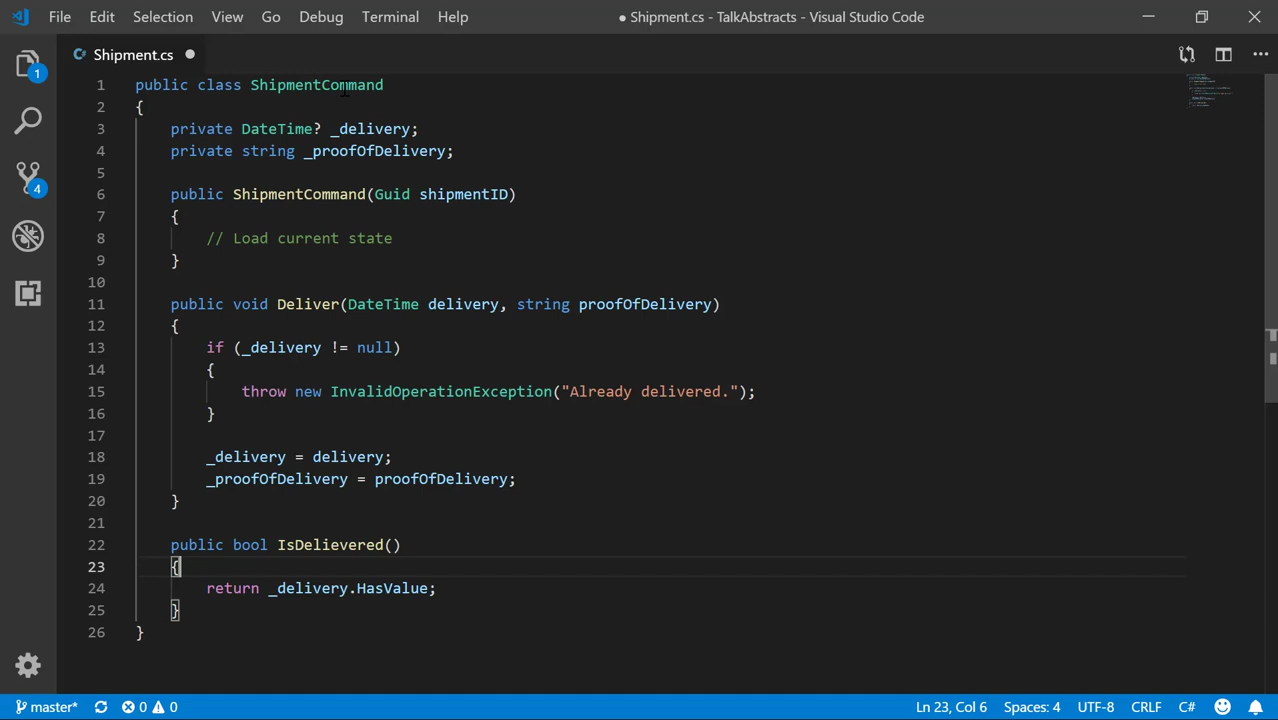 File Edit Selection View Go Debug Terminal Help ● Shipment.cs - TalkAbstracts - Visual Studio Code
Shipment.cs ●
1 public class ShipmentCommand
2 {
3 private DateTime? _delivery;
4 private string _proofOfDelivery;
5
6 public ShipmentCommand(Guid shipmentID)
7 {
8 // Load current state
9 }
10
11 public void Deliver(DateTime delivery, string proofOfDelivery)
12 {
13 if (_delivery != null)
14 {
15 throw new InvalidOperationException("Already delivered.");
16 }
17
18 _delivery = delivery;
19 _proofOfDelivery = proofOfDelivery;
20 }
21
22 public bool IsDelievered()
23 {
24 return _delivery.HasValue;
25 }
26 }
1
4
master* 0 0 Ln 23, Col 6 Spaces: 4 UTF-8 CRLF C#